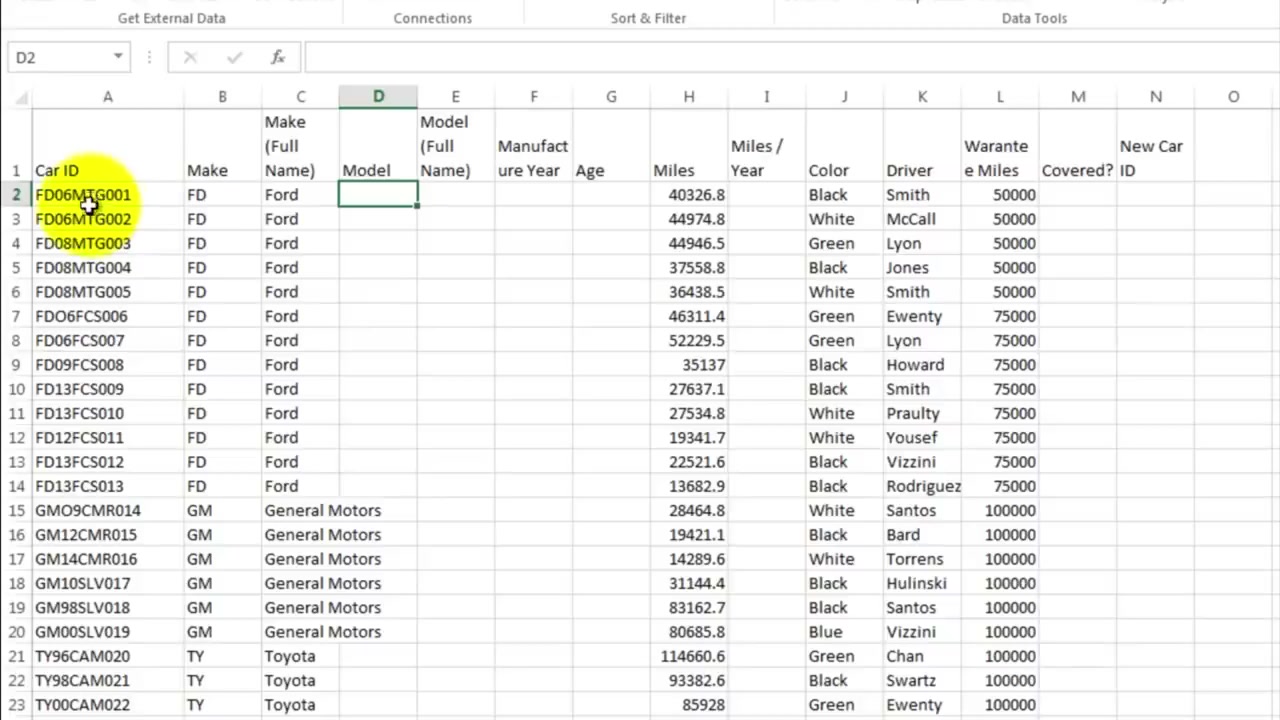 Get External Data Connections Sort & Filter Data Tools
D2 fx
A B C D E F G H I J K L M N O
Make Model
(Full (Full Manufact Miles / Warante New Car
1 Car ID Make Name) Model Name) ure Year Age Miles Year Color Driver e Miles Covered? ID
2 FD06MTG001 FD Ford 40326.8 Black Smith 50000
3 FD06MTG002 FD Ford 44974.8 White McCall 50000
4 FD08MTG003 FD Ford 44946.5 Green Lyon 50000
5 FD08MTG004 FD Ford 37558.8 Black Jones 50000
6 FD08MTG005 FD Ford 36438.5 White Smith 50000
7 FDO6FCS006 FD Ford 46311.4 Green Ewenty 75000
8 FD06FCS007 FD Ford 52229.5 Green Lyon 75000
9 FD09FCS008 FD Ford 35137 Black Howard 75000
10 FD13FCS009 FD Ford 27637.1 Black Smith 75000
11 FD13FCS010 FD Ford 27534.8 White Praulty 75000
12 FD12FCS011 FD Ford 19341.7 White Yousef 75000
13 FD13FCS012 FD Ford 22521.6 Black Vizzini 75000
14 FD13FCS013 FD Ford 13682.9 Black Rodriguez 75000
15 GMO9CMR014 GM General Motors 28464.8 White Santos 100000
16 GM12CMR015 GM General Motors 19421.1 Black Bard 100000
17 GM14CMR016 GM General Motors 14289.6 White Torrens 100000
18 GM10SLV017 GM General Motors 31144.4 Black Hulinski 100000
19 GM98SLV018 GM General Motors 83162.7 Black Santos 100000
20 GM00SLV019 GM General Motors 80685.8 Blue Vizzini 100000
21 TY96CAM020 TY Toyota 114660.6 Green Chan 100000
22 TY98CAM021 TY Toyota 93382.6 Black Swartz 100000
23 TY00CAM022 TY Toyota 85928 Green Ewenty 100000